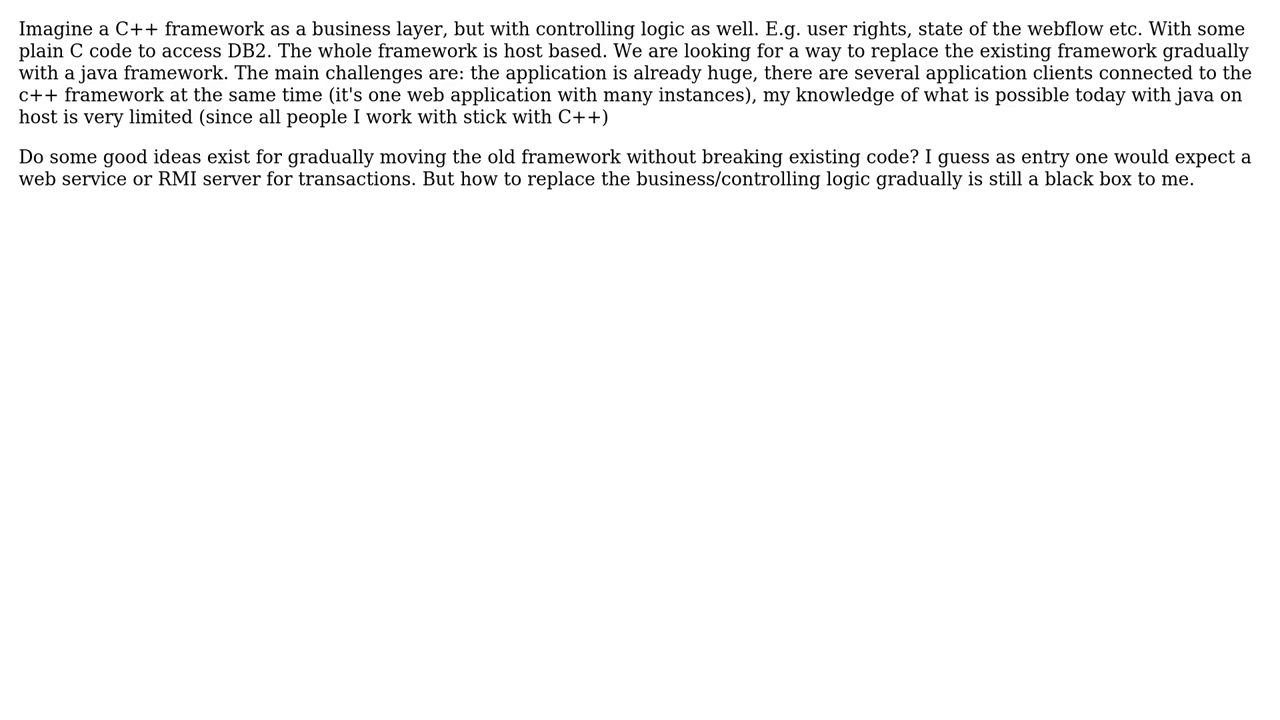 Imagine a C++ framework as a business layer, but with controlling logic as well. E.g. user rights, state of the webflow etc. With some
plain C code to access DB2. The whole framework is host based. We are looking for a way to replace the existing framework gradually
with a java framework. The main challenges are: the application is already huge, there are several application clients connected to the
c++ framework at the same time (it's one web application with many instances), my knowledge of what is possible today with java on
host is very limited (since all people I work with stick with C++)
Do some good ideas exist for gradually moving the old framework without breaking existing code? I guess as entry one would expect a
web service or RMI server for transactions. But how to replace the business/controlling logic gradually is still a black box to me.